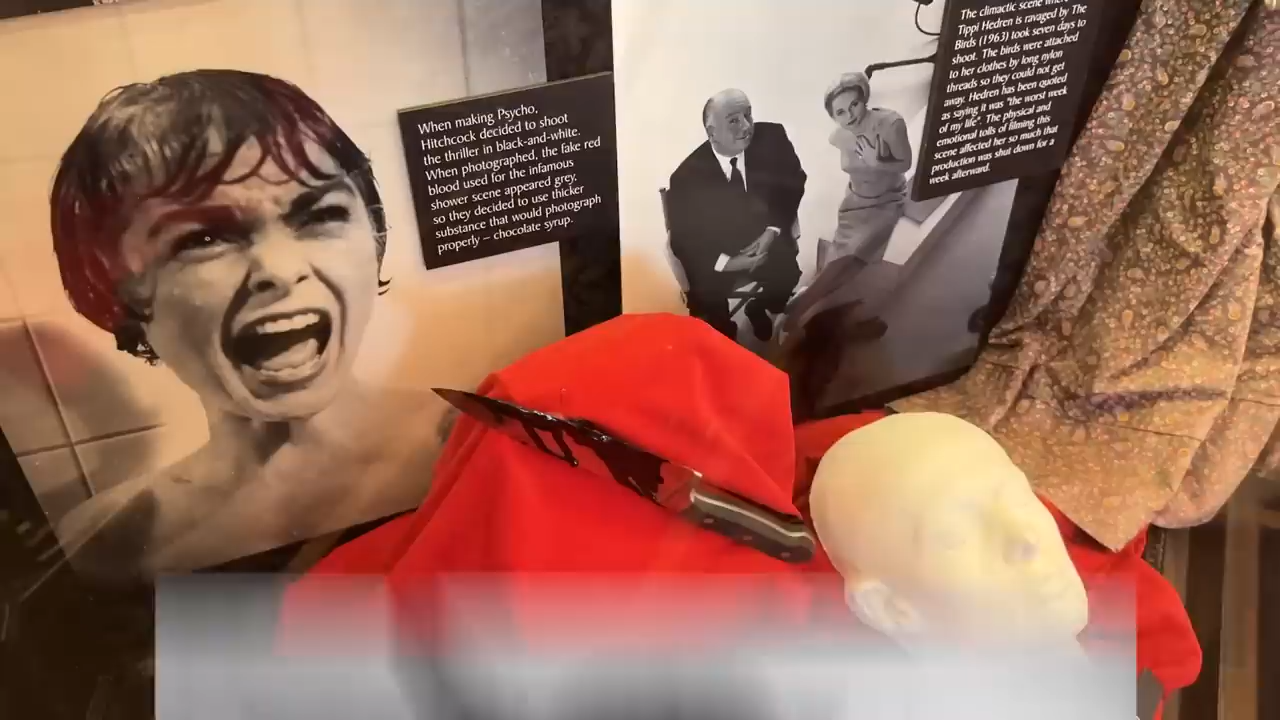 When making Psycho,
Hitchcock decided to shoot
the thriller in black-and-white.
When photographed, the fake red
blood used for the infamous
shower scene appeared grey,
so they decided to use thicker
substance that would photograph
properly – chocolate syrup.
The climactic scene where
Tippi Hedren is ravaged by The
Birds (1963) took seven days to
shoot. The birds were attached
to her clothes by long nylon
threads so they could not get
away. Hedren has been quoted
as saying it was "the worst week
of my life". The physical and
emotional tolls of filming this
scene affected her so much that
production was shut down for a
week afterward.